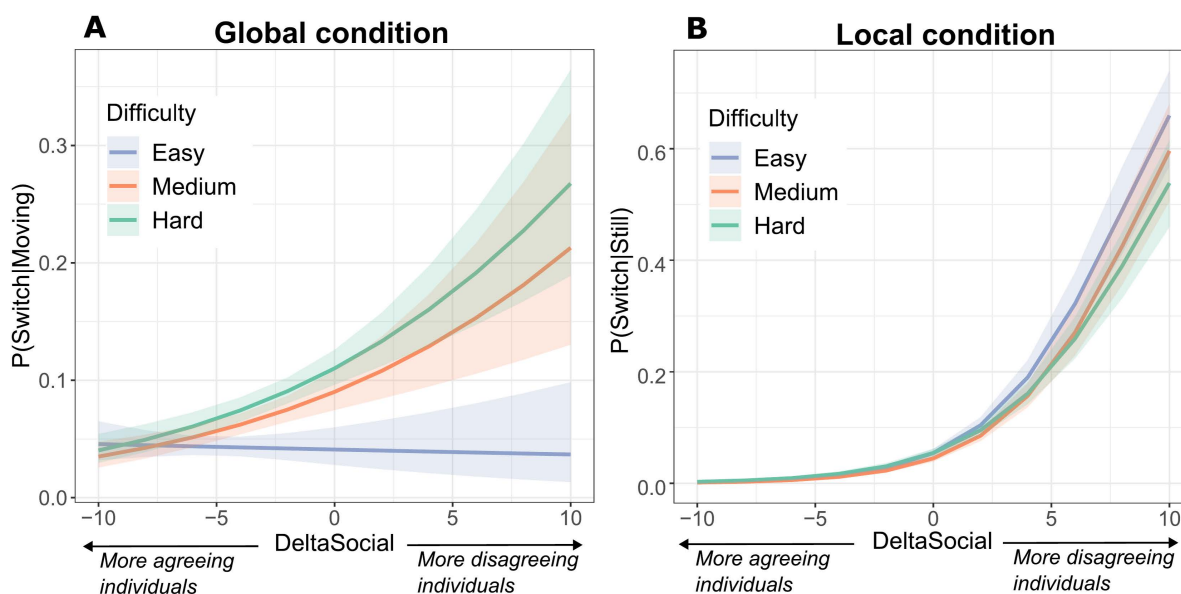 A
Global condition
P(Switch|Moving)
0.3
0.2
0.1
0.0
Difficulty
Easy
Medium
Hard
−10
−5
0
5
10
DeltaSocial
More agreeing
individuals
More disagreeing
individuals
B
Local condition
P(Switch|Still)
0.6
0.4
0.2
0.0
Difficulty
Easy
Medium
Hard
−10
−5
0
5
10
DeltaSocial
More agreeing
individuals
More disagreeing
individuals